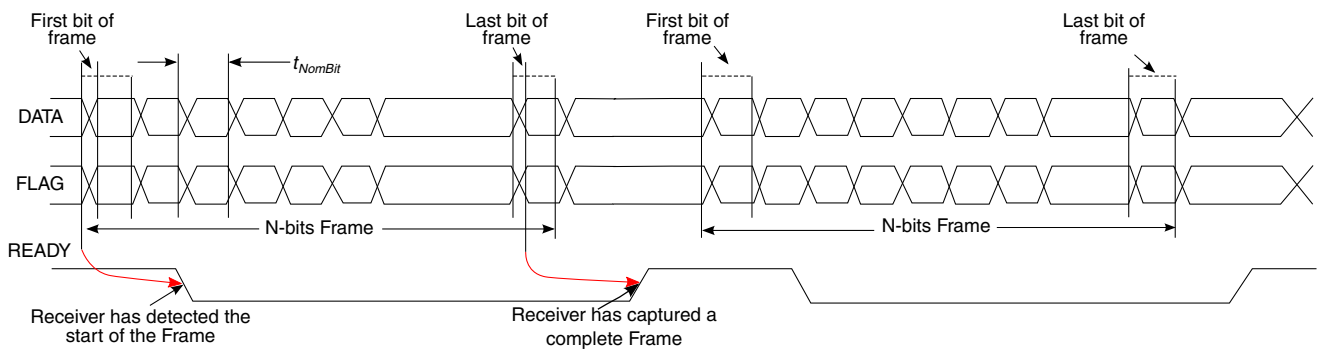 First bit of
frame
Last bit of
frame
First bit of
frame
Last bit of
frame
tNomBit
DATA
FLAG
N-bits Frame
N-bits Frame
READY
Receiver has detected the
start of the Frame
Receiver has captured a
complete Frame